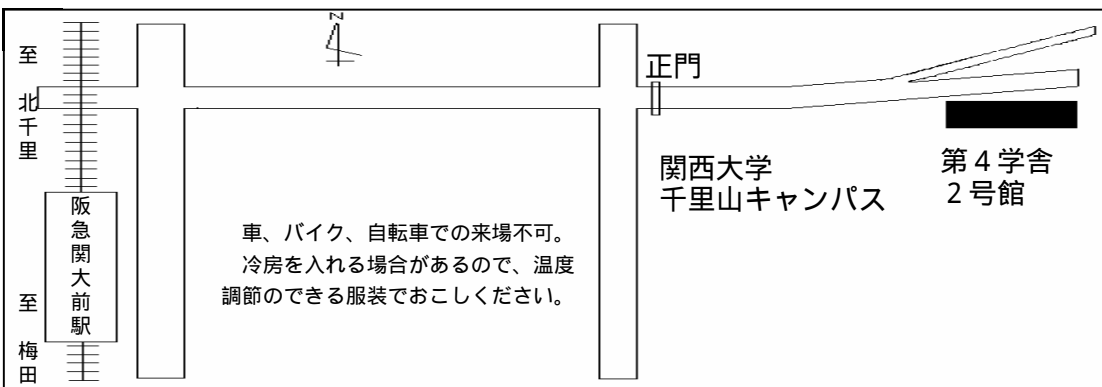 至 北千里
N
正門
阪急関大前駅
関西大学
千里山キャンパス
第４学舎
２号館
車、バイク、自転車での来場不可。
冷房を入れる場合があるので、温度
調節のできる服装でおこしください。
至 梅田